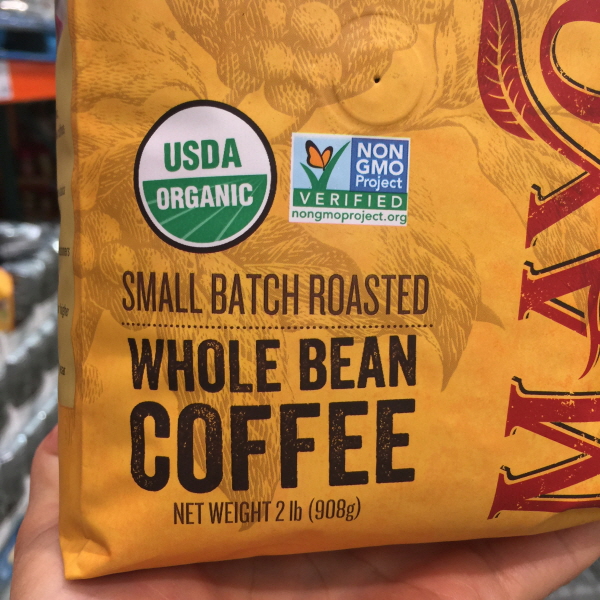 USDA
ORGANIC
NON
GMO
Project
VERIFIED
nongmoproject.org
SMALL BATCH ROASTED
WHOLE BEAN
COFFEE
NET WEIGHT 2 lb (908g)
MAYO